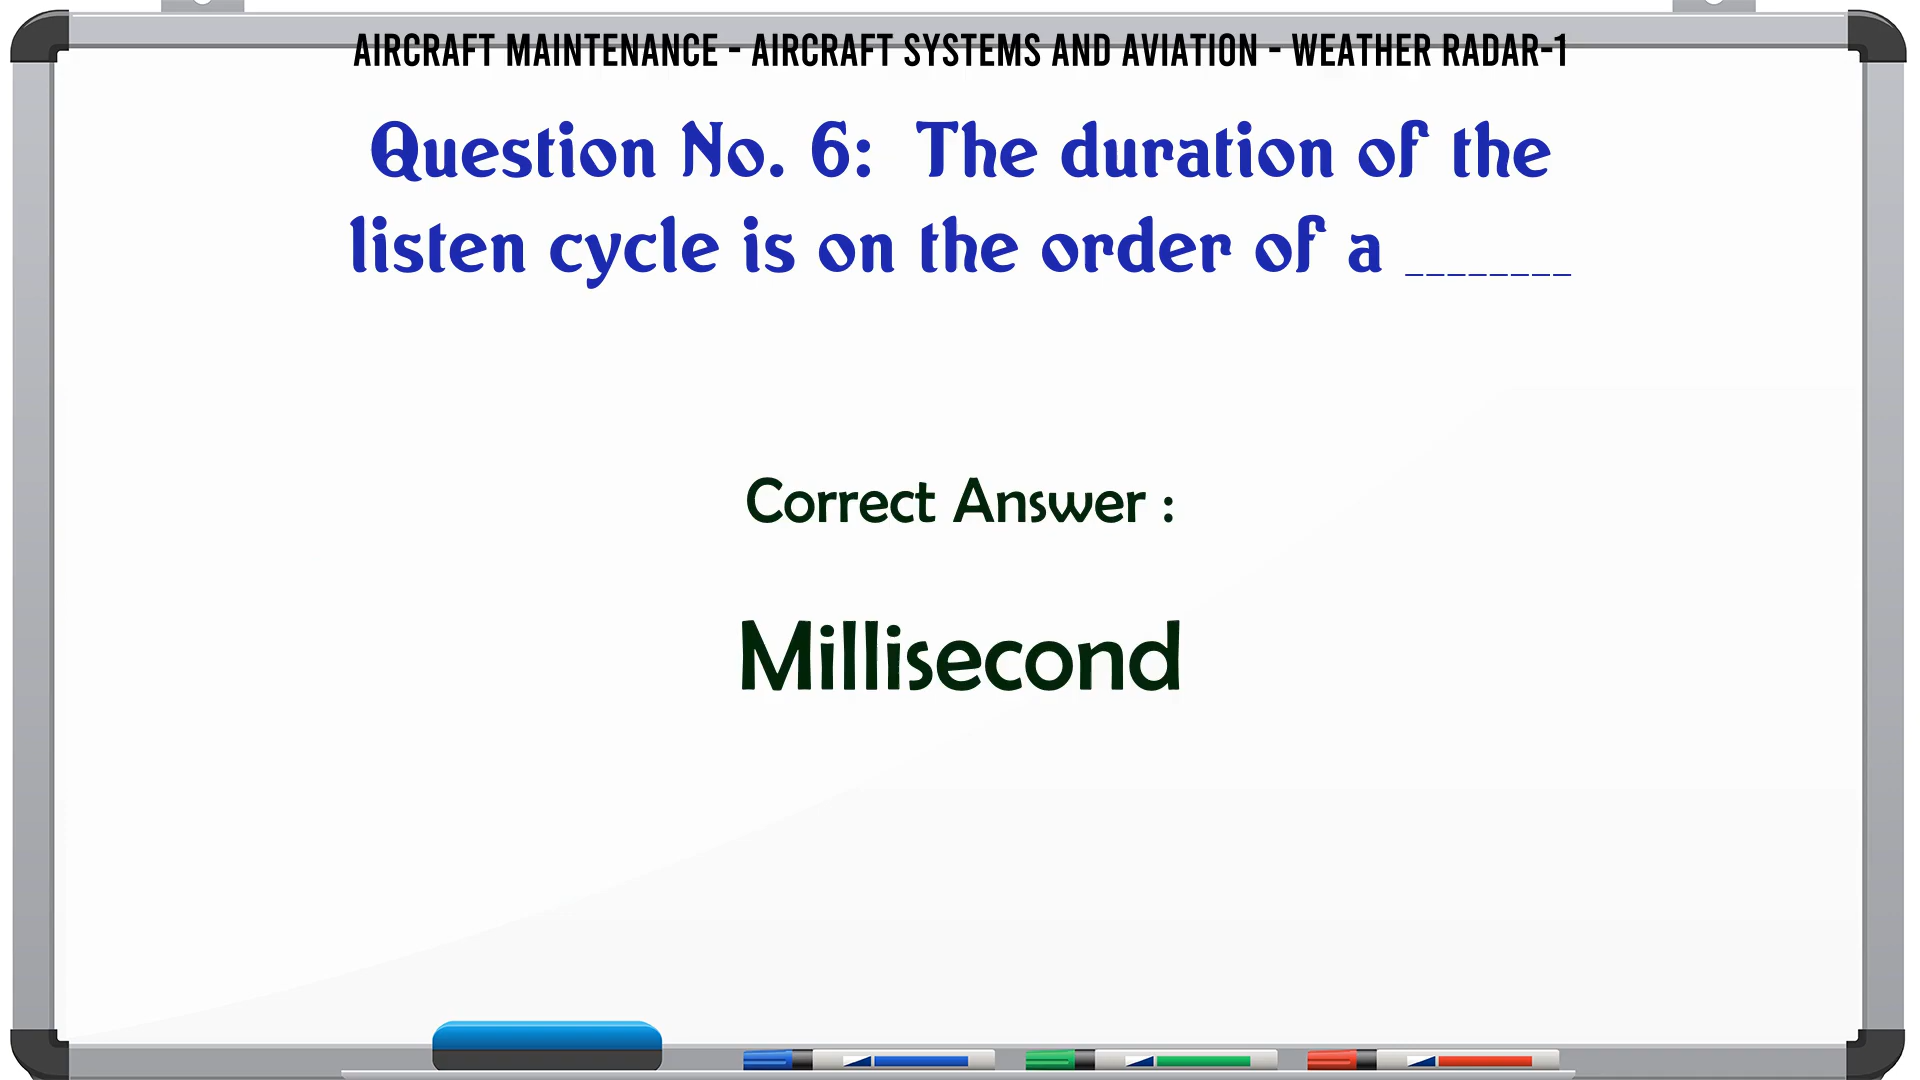 AIRCRAFT MAINTENANCE - AIRCRAFT SYSTEMS AND AVIATION - WEATHER RADAR-1
Question No. 6: The duration of the
listen cycle is on the order of a ________
Correct Answer :
Millisecond